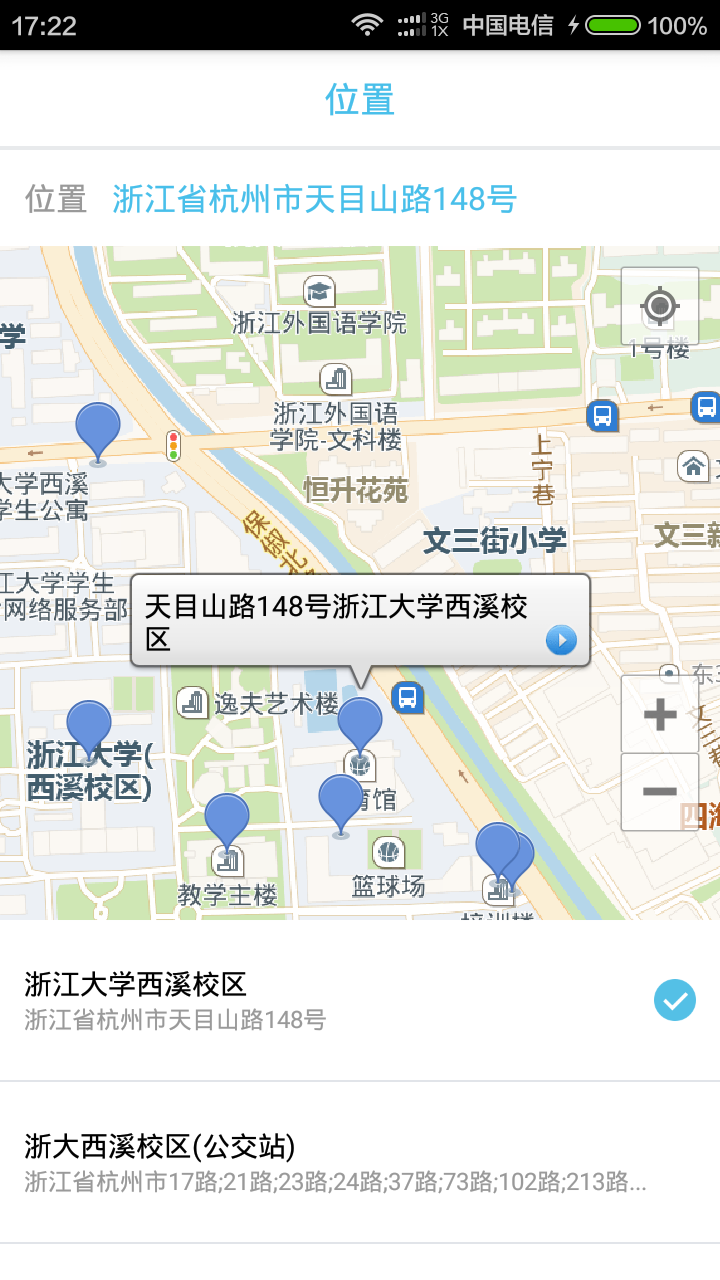 17:22
3G
1X
中国电信
100%
位置
位置 浙江省杭州市天目山路148号
浙江外国语学院
学
1号楼
浙江外国语
学院-文科楼
上宁巷
大学西溪
学生公寓
恒升花苑
保俶北
文三街小学
文三新
江大学学生
网络服务部
天目山路148号浙江大学西溪校
区
东三
逸夫艺术楼
浙江大学(
西溪校区)
育馆
四海
篮球场
教学主楼
培训楼
浙江大学西溪校区
浙江省杭州市天目山路148号
浙大西溪校区(公交站)
浙江省杭州市17路;21路;23路;24路;37路;73路;102路;213路...